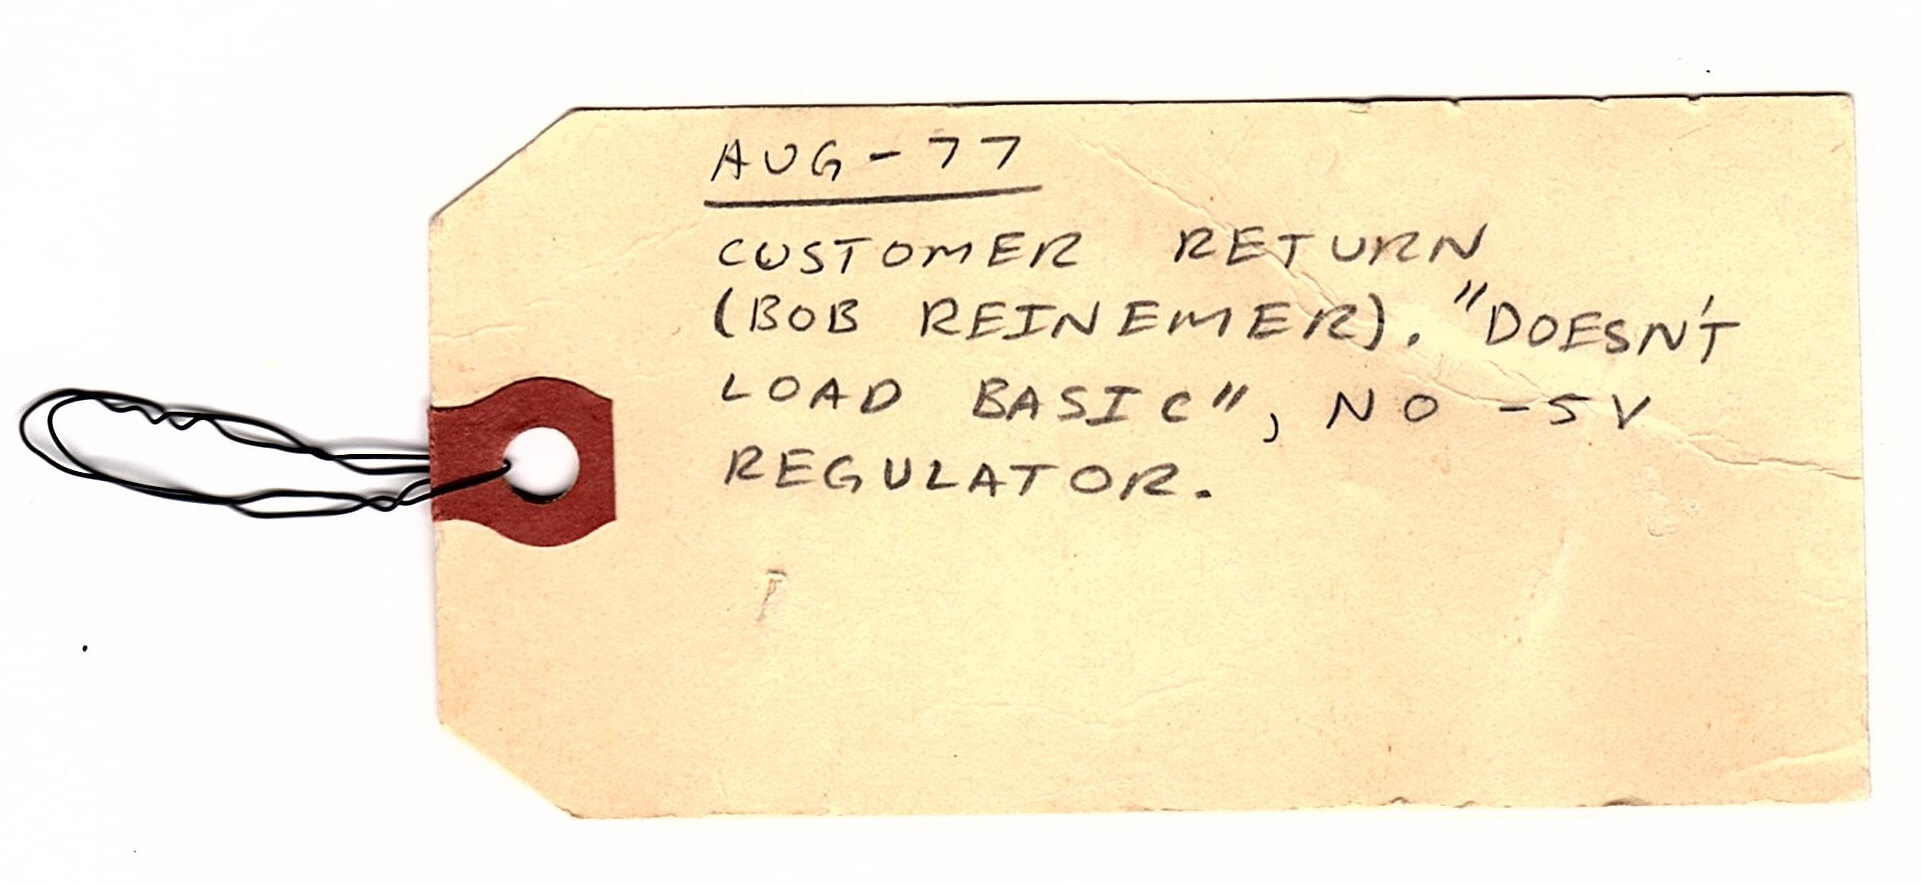 AUG-77
CUSTOMER RETURN
(BOB REINEMER). "DOESN'T
LOAD BASIC", NO -5V
REGULATOR.